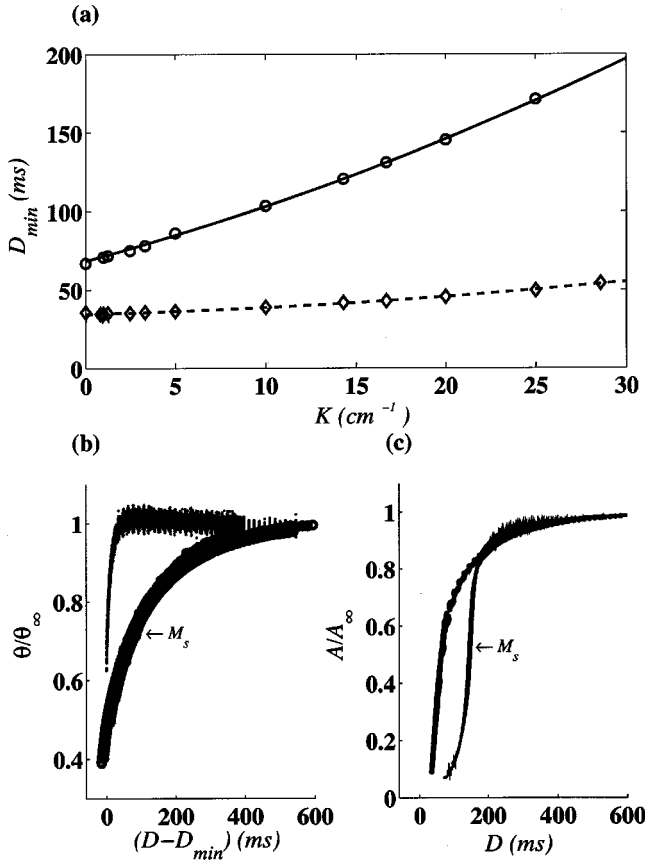 (a)
200
150
100
50
0
D_min (ms)
0 5 10 15 20 25 30
K (cm⁻¹)
(b)
1
0.8
0.6
0.4
θ/θ_∞
← M_s
0 200 400 600
(D−D_min) (ms)
(c)
1
0.8
0.6
0.4
0.2
0
A/A_∞
← M_s
0 200 400 600
D (ms)